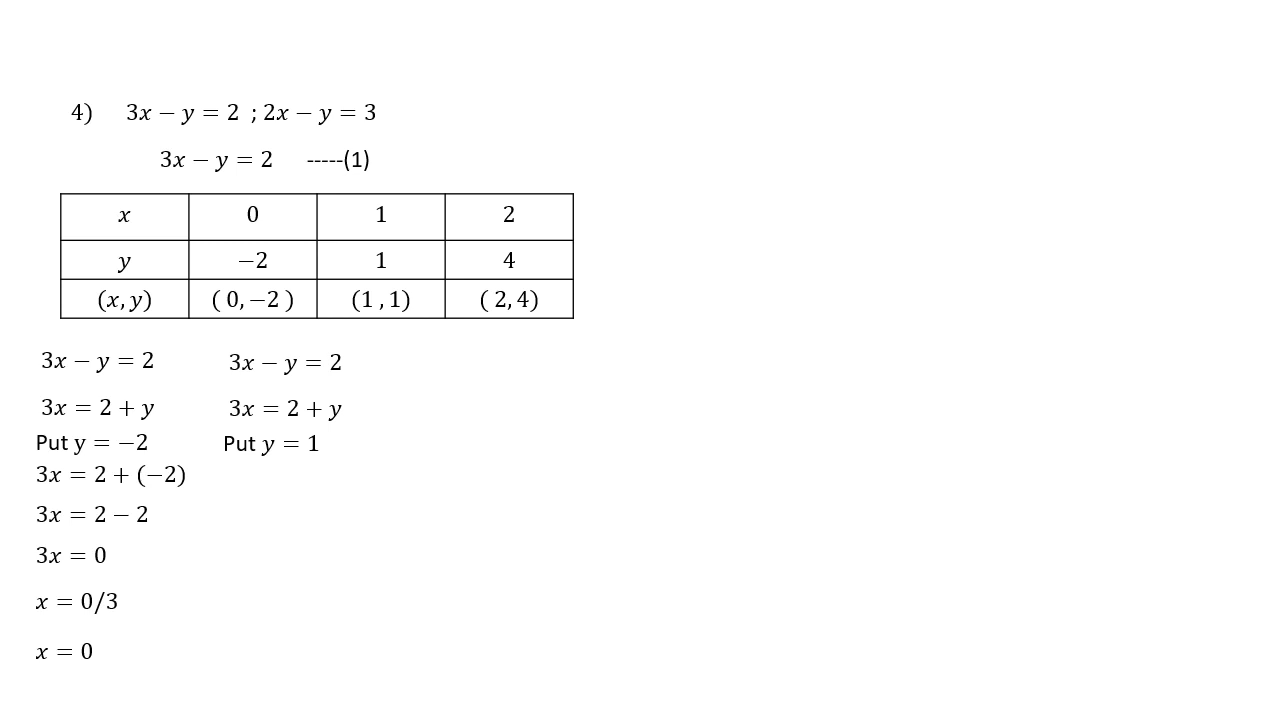 4) 3x − y = 2 ; 2x − y = 3
3x − y = 2 -----(1)
x 0 1 2
y −2 1 4
(x, y) ( 0, −2 ) (1 , 1) ( 2, 4)
3x − y = 2 3x − y = 2
3x = 2 + y 3x = 2 + y
Put y = −2 Put y = 1
3x = 2 + (−2)
3x = 2 − 2
3x = 0
x = 0/3
x = 0